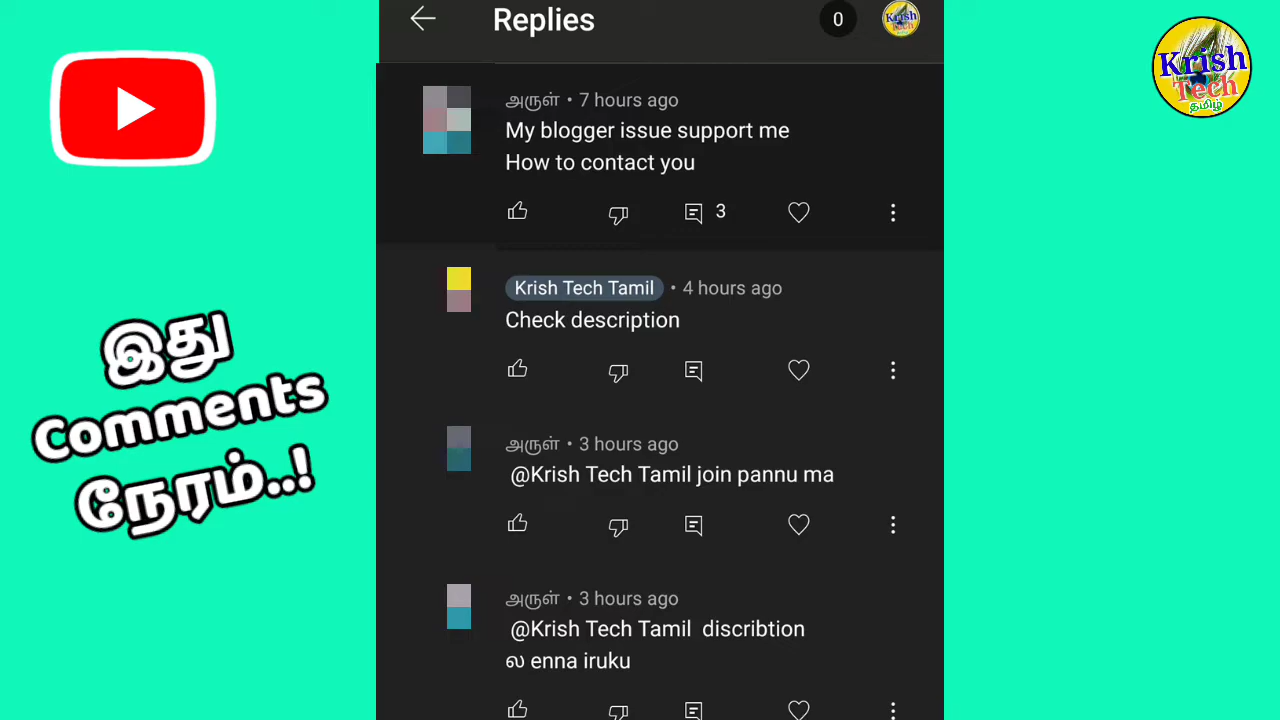 Replies
0
Krish
Tech
Krish
Tech
தமிழ்
அருள் • 7 hours ago
My blogger issue support me
How to contact you
3
Krish Tech Tamil • 4 hours ago
Check description
அருள் • 3 hours ago
@Krish Tech Tamil join pannu ma
அருள் • 3 hours ago
@Krish Tech Tamil discribtion
ல enna iruku
இது
Comments
நேரம்..!